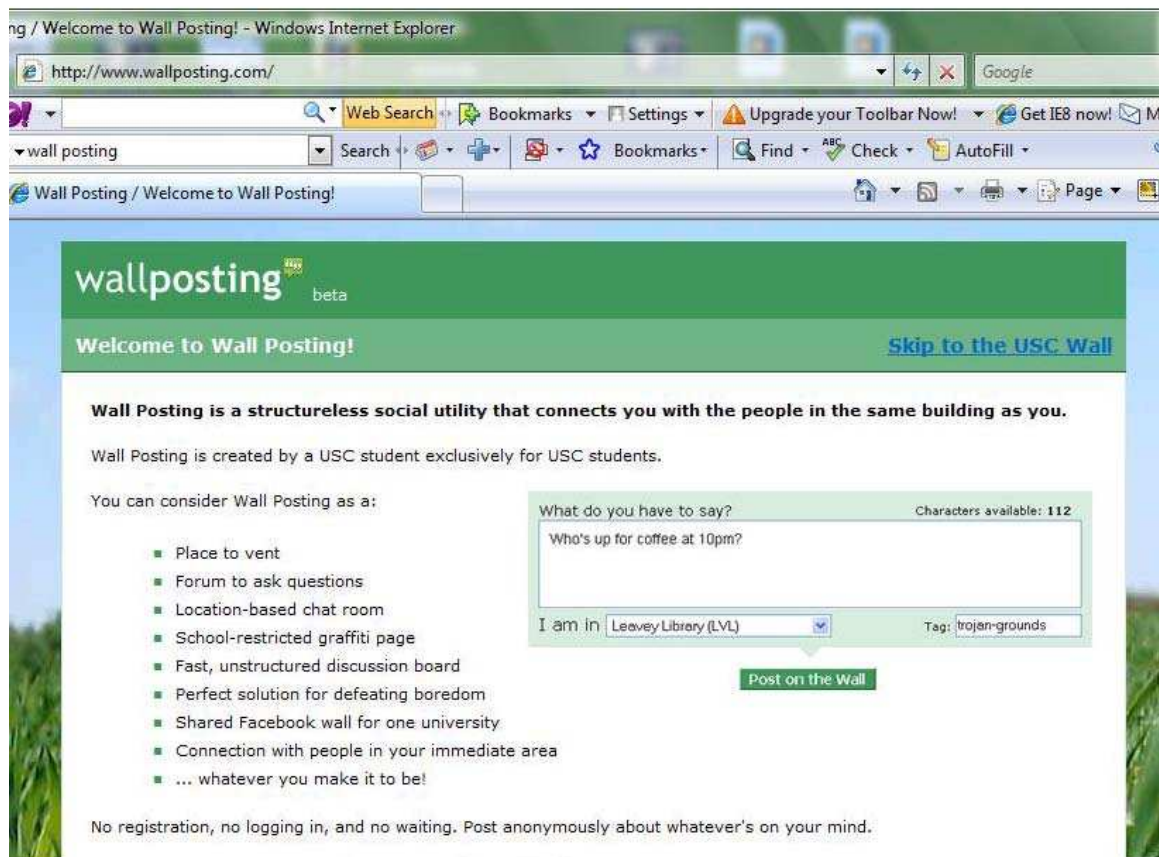 ng / Welcome to Wall Posting! - Windows Internet Explorer
http://www.wallposting.com/ Google
Web Search Bookmarks Settings Upgrade your Toolbar Now! Get IE8 now! M
wall posting Search Bookmarks Find ABC Check AutoFill
Wall Posting / Welcome to Wall Posting! Page
wallposting beta
Welcome to Wall Posting! Skip to the USC Wall
Wall Posting is a structureless social utility that connects you with the people in the same building as you.
Wall Posting is created by a USC student exclusively for USC students.
You can consider Wall Posting as a:
Place to vent
Forum to ask questions
Location-based chat room
School-restricted graffiti page
Fast, unstructured discussion board
Perfect solution for defeating boredom
Shared Facebook wall for one university
Connection with people in your immediate area
... whatever you make it to be!
What do you have to say? Characters available: 112
Who's up for coffee at 10pm?
I am in Leavey Library (LVL) Tag: trojan-grounds
Post on the Wall
No registration, no logging in, and no waiting. Post anonymously about whatever's on your mind.